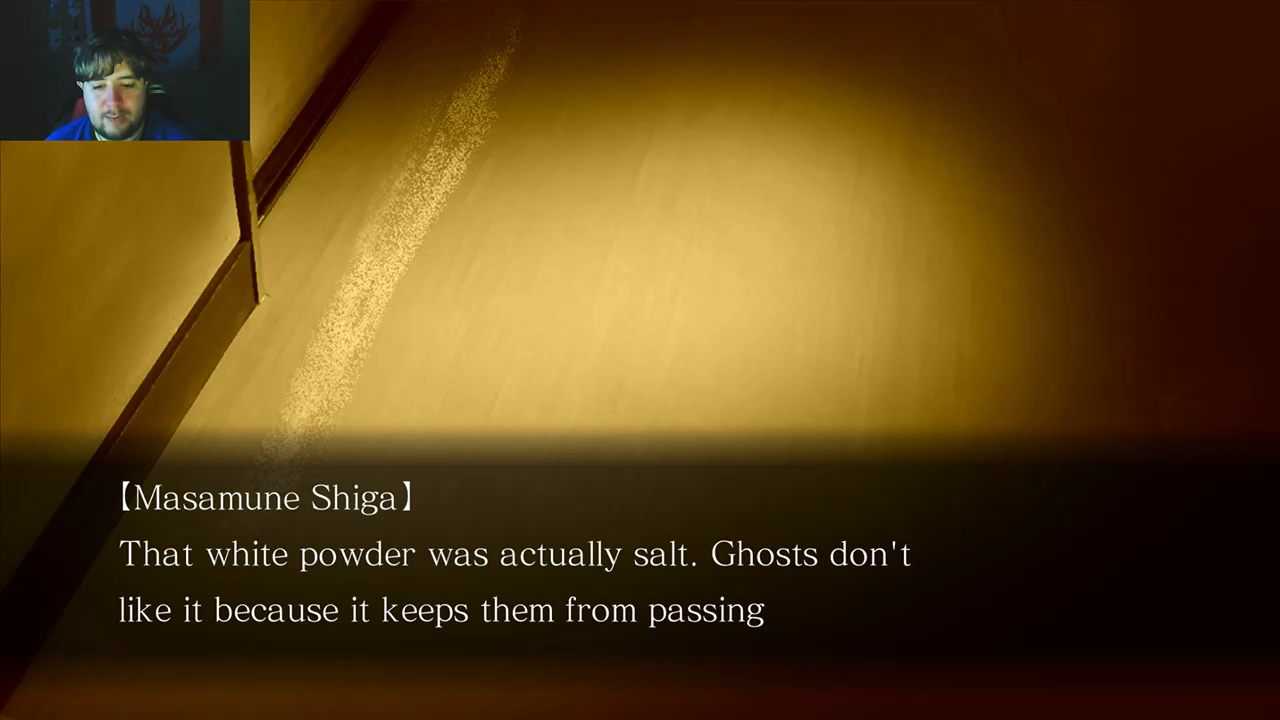 【Masamune Shiga】
That white powder was actually salt. Ghosts don't
like it because it keeps them from passing